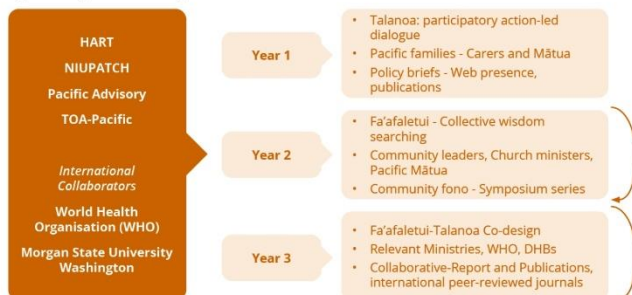 HART
NIUPATCH
Pacific Advisory
TOA-Pacific
International
Collaborators
World Health
Organisation (WHO)
Morgan State University
Washington
Year 1
• Talanoa: participatory action-led
dialogue
• Pacific families - Carers and Mātua
• Policy briefs - Web presence,
publications
Year 2
• Fa'afaletui - Collective wisdom
searching
• Community leaders, Church ministers,
Pacific Mātua
• Community fono - Symposium series
Year 3
• Fa'afaletui-Talanoa Co-design
• Relevant Ministries, WHO, DHBs
• Collaborative-Report and Publications,
international peer-reviewed journals